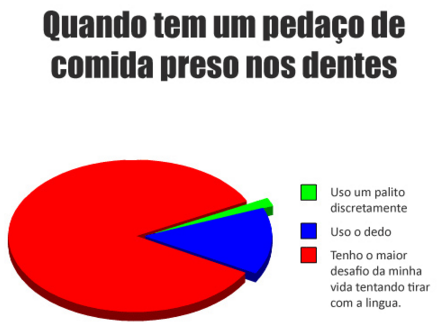 Quando tem um pedaço de
comida preso nos dentes
Uso um palito
discretamente
Uso o dedo
Tenho o maior
desafio da minha
vida tentando tirar
com a lingua.